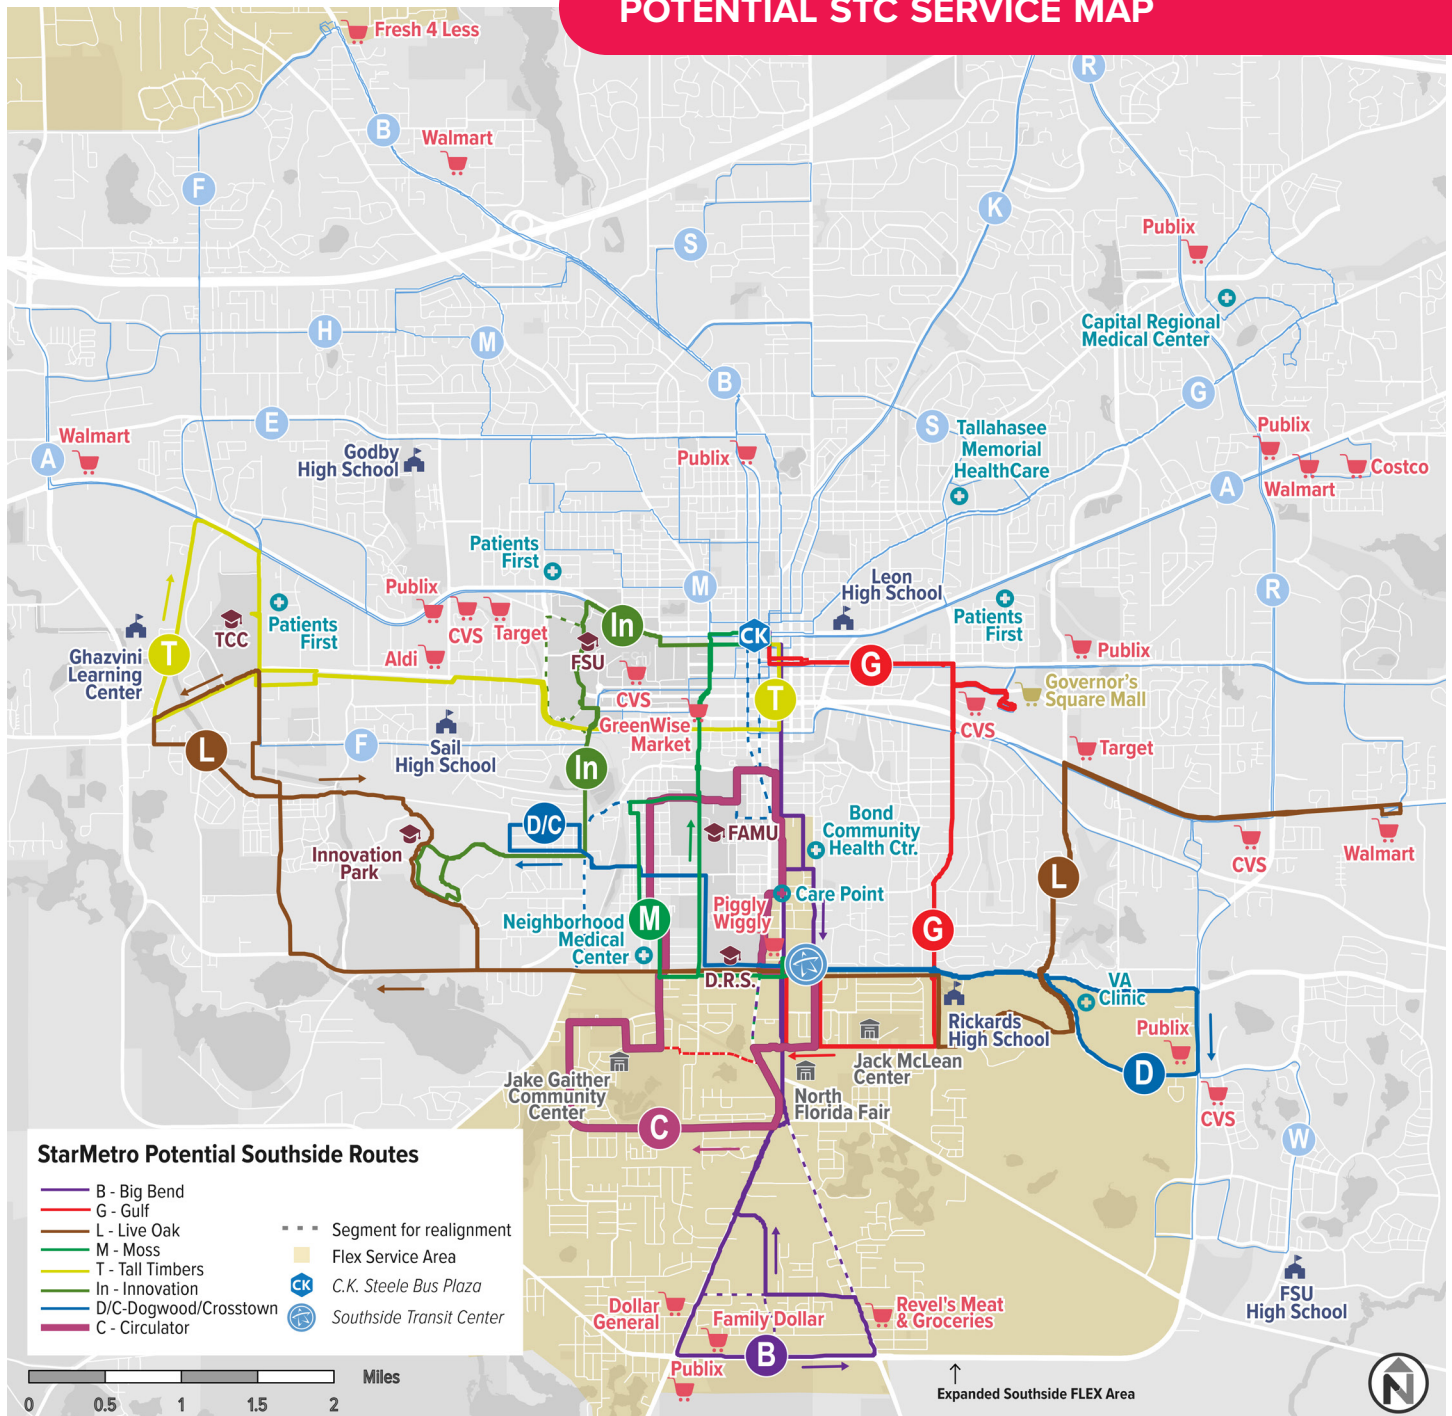 POTENTIAL STC SERVICE MAP
Fresh 4 Less
R
B
Walmart
F
K
S
Publix
Capital Regional
Medical Center
H
M
B
G
E
S
Tallahasee
Memorial
HealthCare
Publix
Walmart
A
Godby
High School
Publix
Costco
Walmart
A
Patients
First
M
Leon
High School
R
Publix
CVS
Target
Patients
First
TCC
Patients
First
In
CK
Ghazvini
Learning
Center
T
Aldi
FSU
G
Publix
CVS
T
Governor's
Square Mall
GreenWise
Market
CVS
L
F
Sail
High School
In
Target
D/C
FAMU
Bond
Community
Health Ctr.
Innovation
Park
CVS
Walmart
L
Care Point
Piggly
Wiggly
Neighborhood
Medical
Center
M
G
D.R.S.
VA
Clinic
Rickards
High School
Publix
Jack McLean
Center
D
Jake Gaither
Community
Center
North
Florida Fair
CVS
C
W
StarMetro Potential Southside Routes
B - Big Bend
G - Gulf
L - Live Oak
M - Moss
T - Tall Timbers
In - Innovation
D/C-Dogwood/Crosstown
C - Circulator
Segment for realignment
Flex Service Area
CK
C.K. Steele Bus Plaza
Southside Transit Center
FSU
High School
Dollar
General
Family Dollar
Revel's Meat
& Groceries
B
Publix
Miles
0 0.5 1 1.5 2
Expanded Southside FLEX Area
N